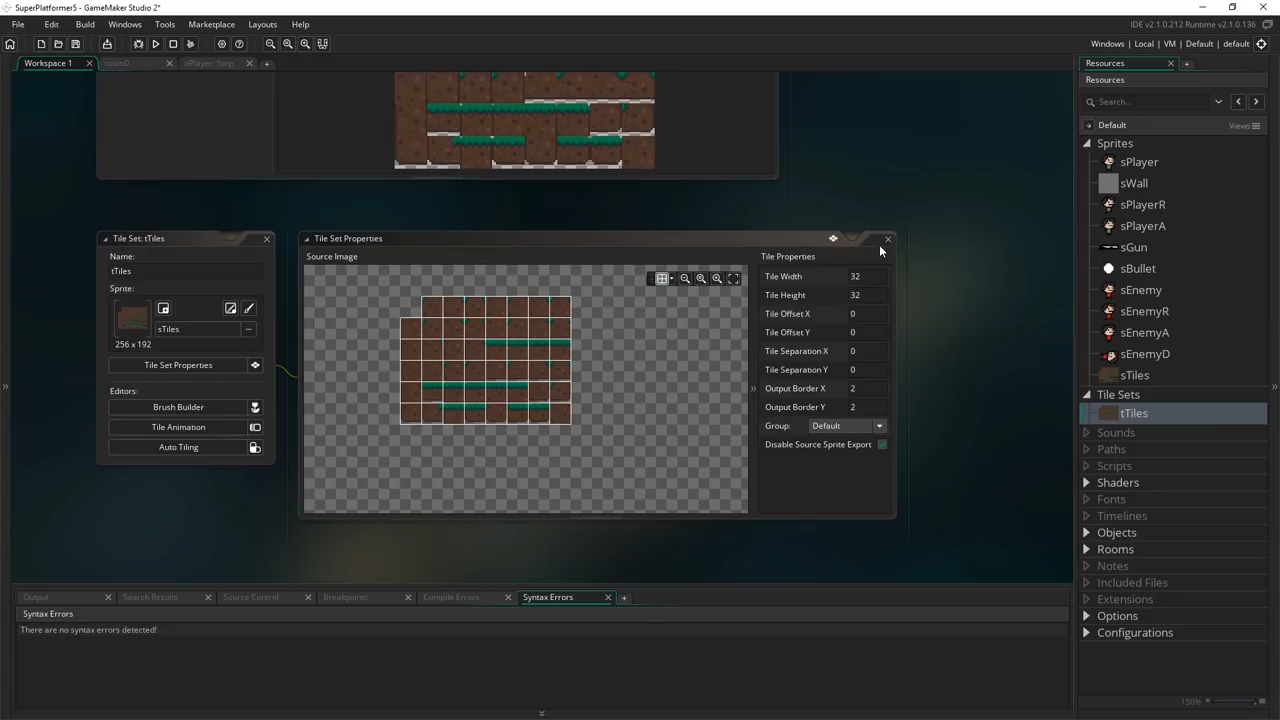 SuperPlatformer5 - GameMaker Studio 2*
File Edit Build Windows Tools Marketplace Layouts Help
IDE v2.1.0.212 Runtime v2.1.0.136
Windows | Local | VM | Default | default
Workspace 1 room0 oPlayer: Step
Resources
Resources
Search...
Default Views
Sprites
sPlayer
sWall
sPlayerR
sPlayerA
sGun
sBullet
sEnemy
sEnemyR
sEnemyA
sEnemyD
sTiles
Tile Sets
tTiles
Sounds
Paths
Scripts
Shaders
Fonts
Timelines
Objects
Rooms
Notes
Included Files
Extensions
Options
Configurations
150%
Tile Set: tTiles
Name:
tTiles
Sprite:
sTiles
256 x 192
Tile Set Properties
Editors:
Brush Builder
Tile Animation
Auto Tiling
Tile Set Properties
Source Image
Tile Properties
Tile Width 32
Tile Height 32
Tile Offset X 0
Tile Offset Y 0
Tile Separation X 0
Tile Separation Y 0
Output Border X 2
Output Border Y 2
Group: Default
Disable Source Sprite Export
Output Search Results Source Control Breakpoints Compile Errors Syntax Errors
Syntax Errors
There are no syntax errors detected!